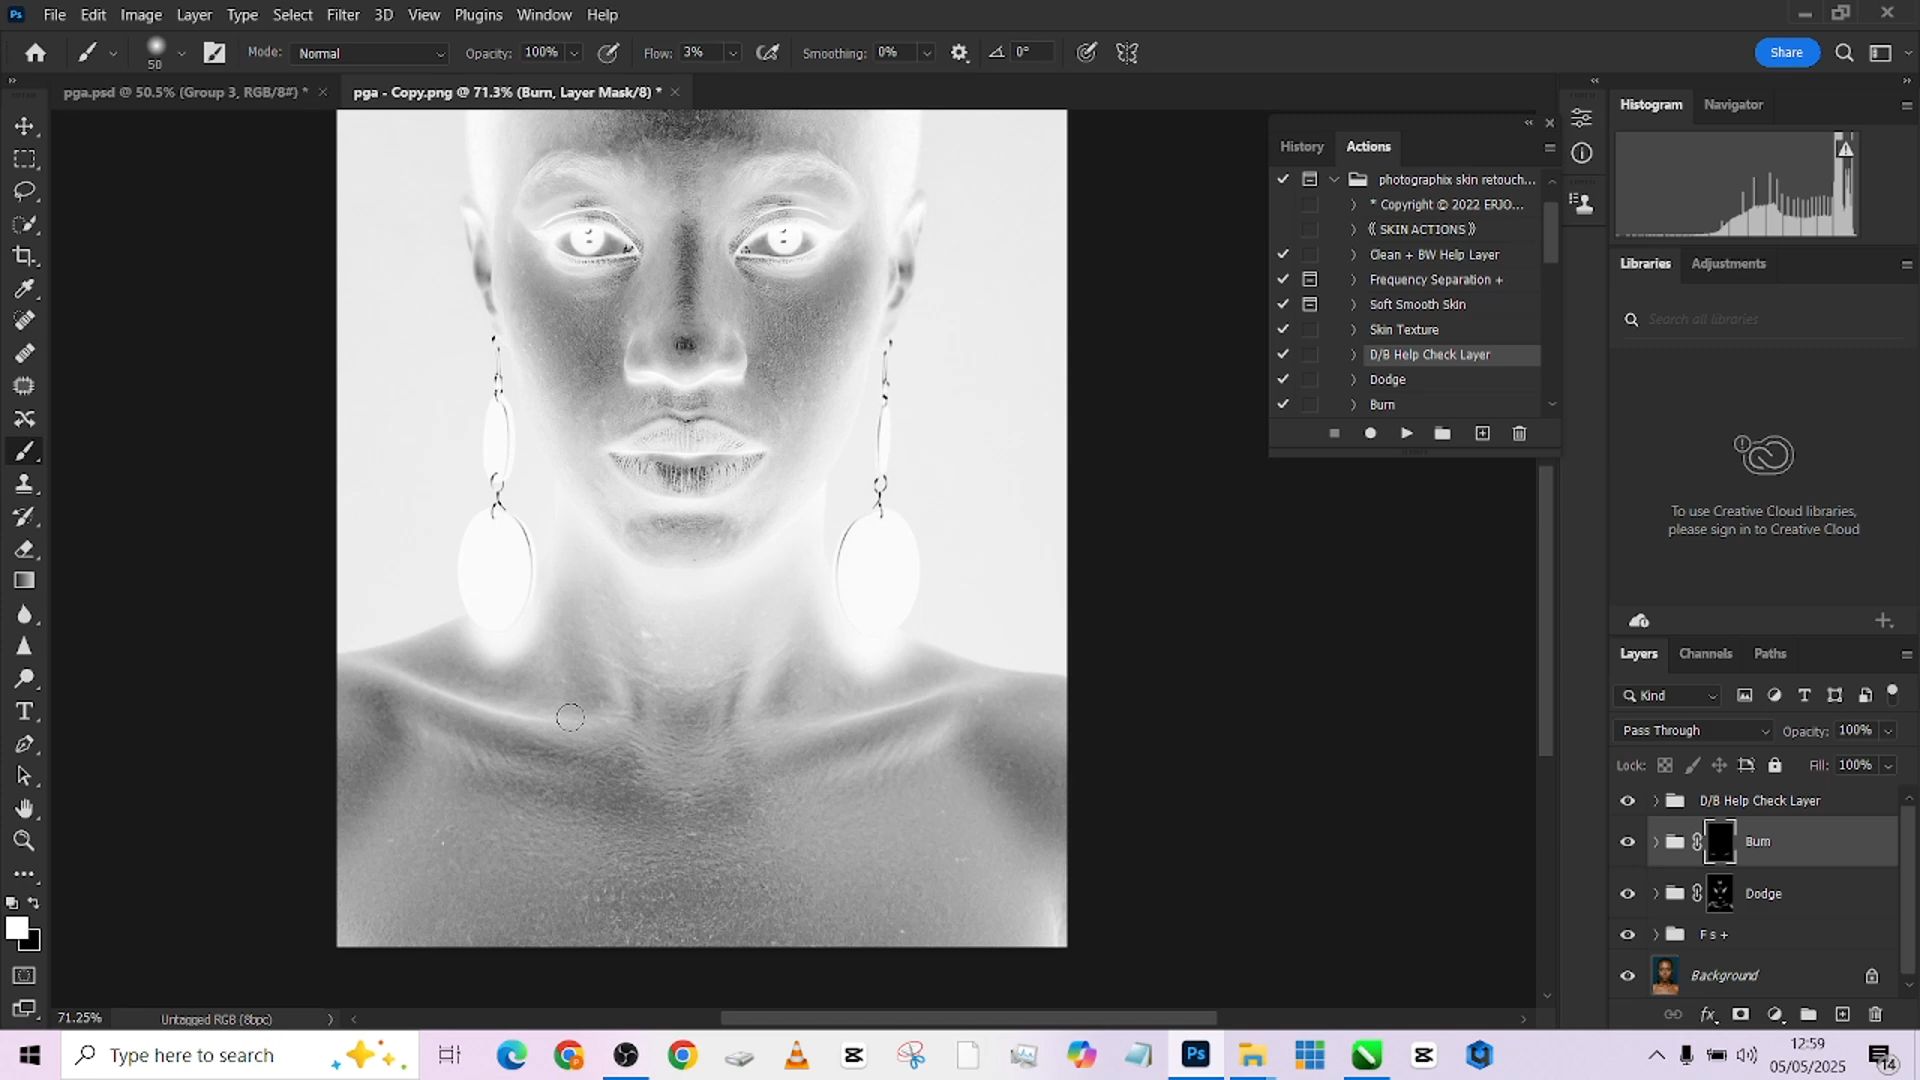 File Edit Image Layer Type Select Filter 3D View Plugins Window Help
50 Mode: Normal Opacity: 100% Flow: 3% Smoothing: 0% 0° Share
pga.psd @ 50.5% (Group 3, RGB/8#) * pga - Copy.png @ 71.3% (Burn, Layer Mask/8) *
History Actions
photographix skin retouch...
* Copyright © 2022 ERJO...
⟪ SKIN ACTIONS ⟫
Clean + BW Help Layer
Frequency Separation +
Soft Smooth Skin
Skin Texture
D/B Help Check Layer
Dodge
Burn
Histogram Navigator
Libraries Adjustments
Search all libraries
To use Creative Cloud libraries,
please sign in to Creative Cloud
Layers Channels Paths
Kind
Pass Through Opacity: 100%
Lock: Fill: 100%
D/B Help Check Layer
Burn
Dodge
F s +
Background
71.25% Untagged RGB (8bpc)
Type here to search
12:59
05/05/2025
14